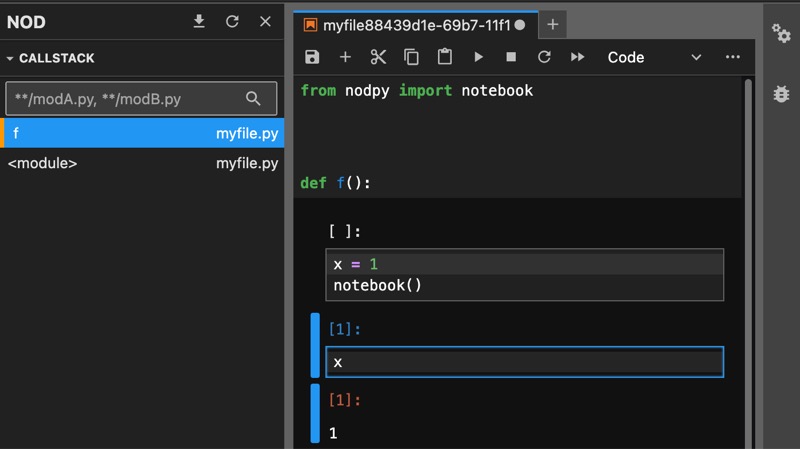 NOD
CALLSTACK
**/modA.py, **/modB.py
f myfile.py
<module> myfile.py
myfile88439d1e-69b7-11f1
Code
from nodpy import notebook
def f():
[ ]:
x = 1
notebook()
[1]:
x
[1]:
1